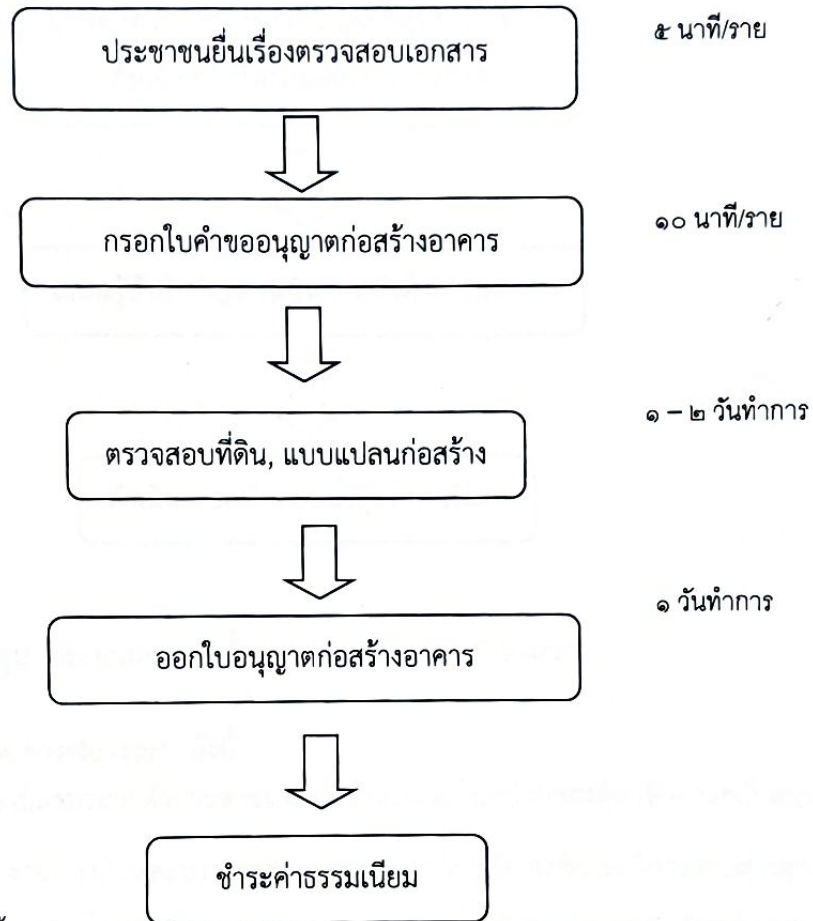 ประชาชนยื่นเรื่องตรวจสอบเอกสาร
๕ นาที/ราย
กรอกใบคำขออนุญาตก่อสร้างอาคาร
๑๐ นาที/ราย
ตรวจสอบที่ดิน, แบบแปลนก่อสร้าง
๑ – ๒ วันทำการ
ออกใบอนุญาตก่อสร้างอาคาร
๑ วันทำการ
ชำระค่าธรรมเนียม